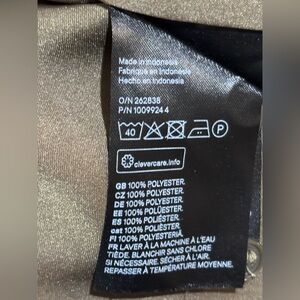 Made in Indonesia
Fabriqué en Indonésie
Hecho en Indonesia
O/N 262838
P/N 1009924 4
40 P
clevercare.info
GB 100% POLYESTER.
CZ 100% POLYESTER.
DE 100% POLYESTER.
EE 100% POLÜESTER.
ES 100% POLIÉSTER.
cat 100% POLIÈSTER.
FI 100% POLYESTERIÄ.
FR LAVER À LA MACHINE À L'EAU
TIÈDE. BLANCHIR SANS CHLORE
SI NÉCESSAIRE. SÉCHER À L'AIR.
REPASSER À TEMPÉRATURE MOYENNE.